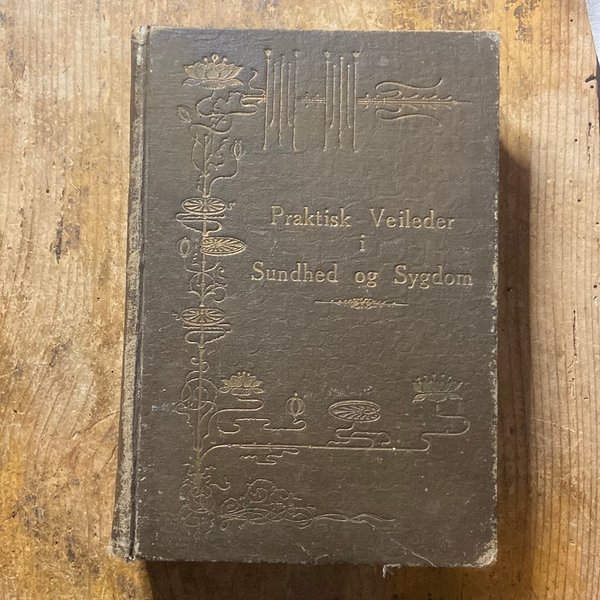 Praktisk Veileder
i
Sundhed og Sygdom